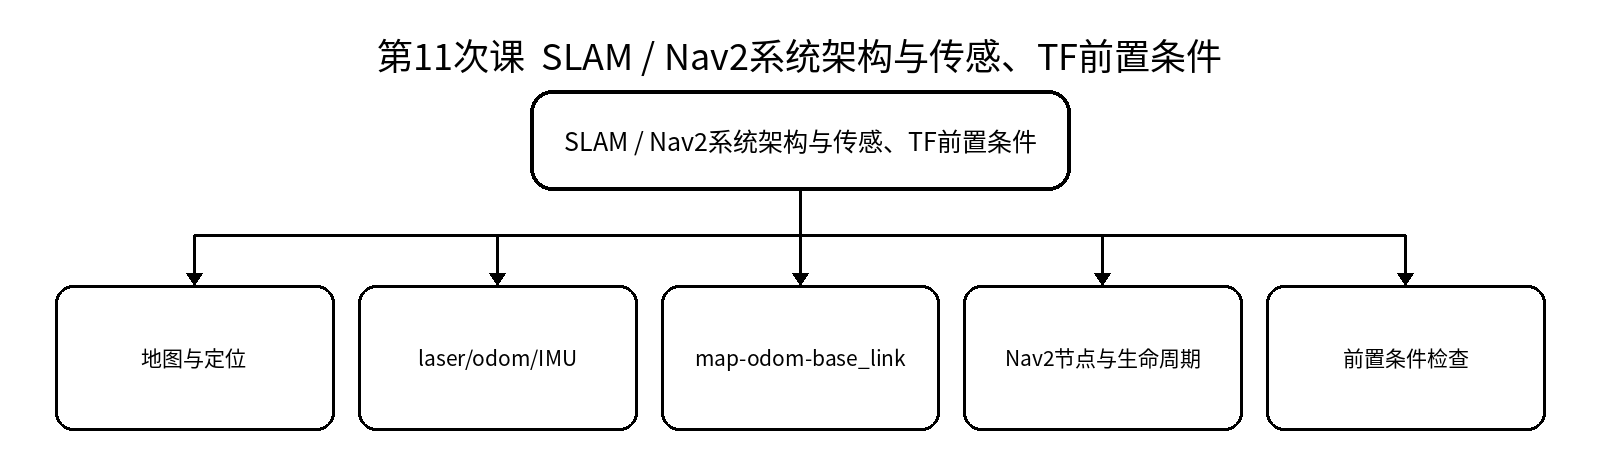 第11次课 SLAM / Nav2系统架构与传感、TF前置条件
SLAM / Nav2系统架构与传感、TF前置条件
地图与定位
laser/odom/IMU
map-odom-base_link
Nav2节点与生命周期
前置条件检查